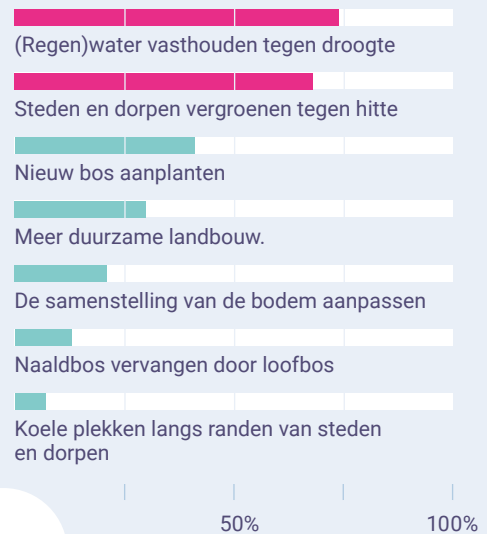 (Regen)water vasthouden tegen droogte
Steden en dorpen vergroenen tegen hitte
Nieuw bos aanplanten
Meer duurzame landbouw.
De samenstelling van de bodem aanpassen
Naaldbos vervangen door loofbos
Koele plekken langs randen van steden
en dorpen
50% 100%